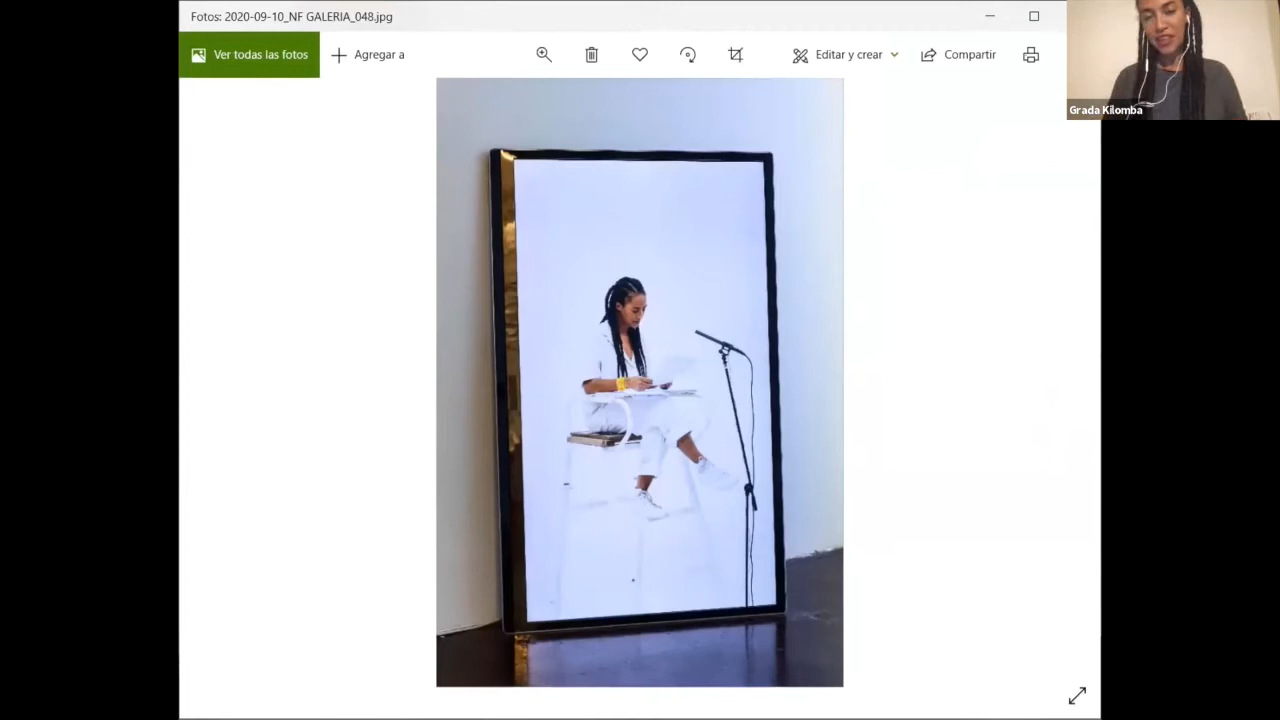 Fotos: 2020-09-10_NF GALERIA_048.jpg
Ver todas las fotos
Agregar a
Editar y crear
Compartir
Grada Kilomba